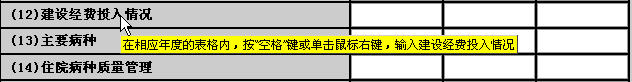 (12)建设经费投入情况
(13)主要病种
在相应年度的表格内，按“空格”键或单击鼠标右键，输入建设经费投入情况
(14)住院病种质量管理